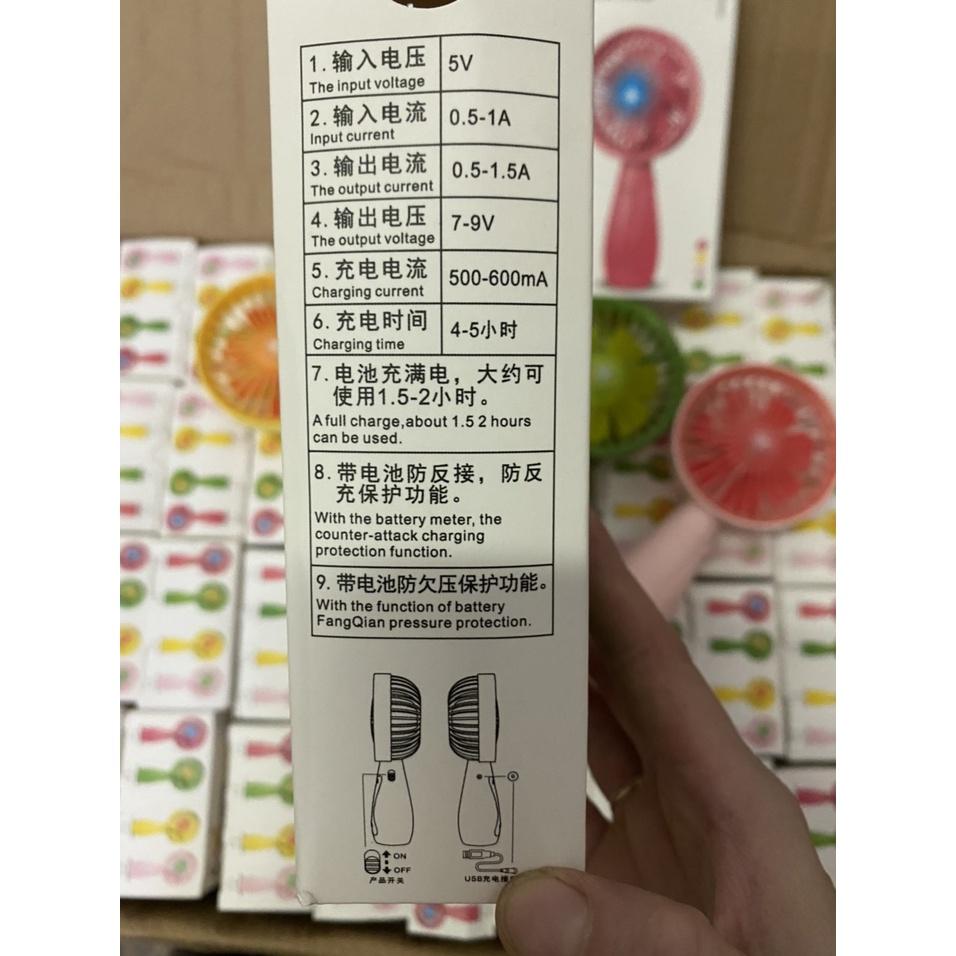 1. 输入电压
The input voltage
5V
2. 输入电流
Input current
0.5-1A
3. 输出电流
The output current
0.5-1.5A
4. 输出电压
The output voltage
7-9V
5. 充电电流
Charging current
500-600mA
6. 充电时间
Charging time
4-5小时
7. 电池充满电，大约可
使用1.5-2小时。
A full charge,about 1.5 2 hours
can be used.
8. 带电池防反接，防反
充保护功能。
With the battery meter, the
counter-attack charging
protection function.
9. 带电池防欠压保护功能。
With the function of battery
FangQian pressure protection.
ON
OFF
产品开关
USB充电接